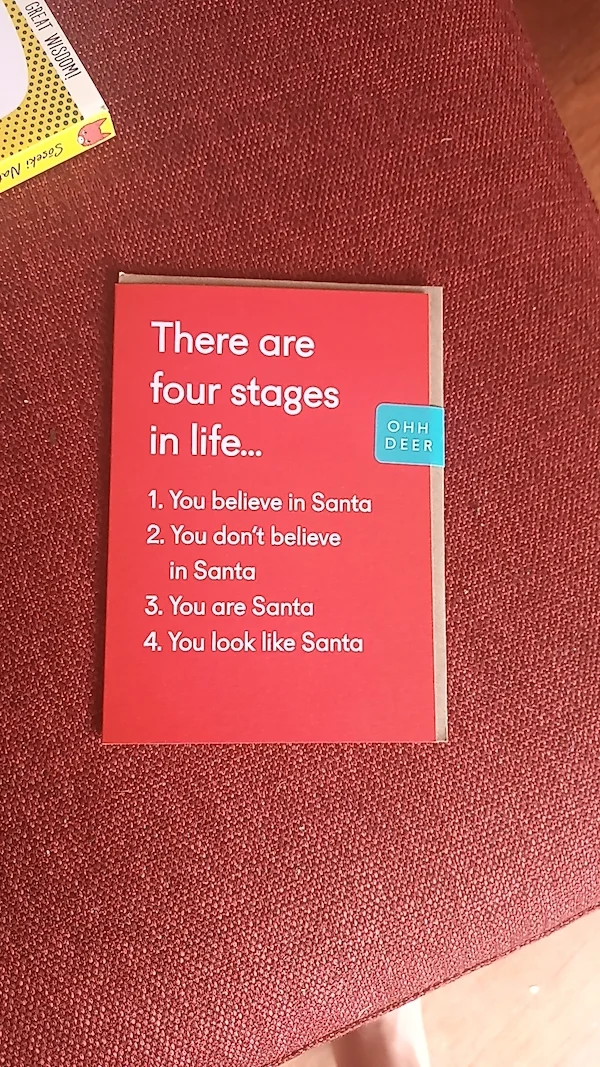 GREAT WISDOM!
Sōseki
There are
four stages
in life...
OHH
DEER
1. You believe in Santa
2. You don't believe
in Santa
3. You are Santa
4. You look like Santa